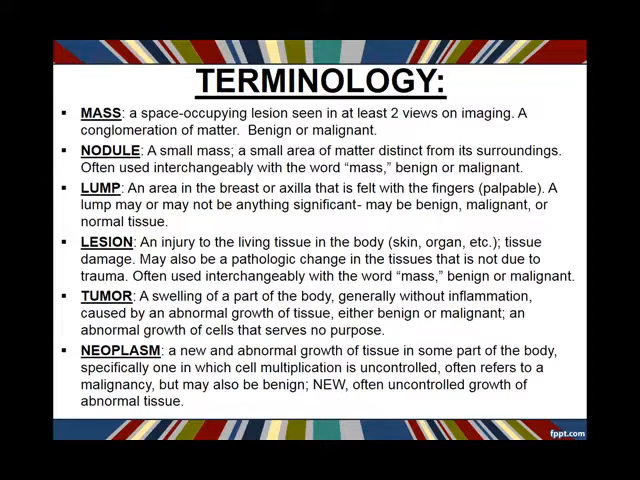 TERMINOLOGY:
▪ MASS: a space-occupying lesion seen in at least 2 views on imaging. A
conglomeration of matter. Benign or malignant.
▪ NODULE: A small mass; a small area of matter distinct from its surroundings.
Often used interchangeably with the word “mass,” benign or malignant.
▪ LUMP: An area in the breast or axilla that is felt with the fingers (palpable). A
lump may or may not be anything significant- may be benign, malignant, or
normal tissue.
▪ LESION: An injury to the living tissue in the body (skin, organ, etc.); tissue
damage. May also be a pathologic change in the tissues that is not due to
trauma. Often used interchangeably with the word “mass,” benign or malignant.
▪ TUMOR: A swelling of a part of the body, generally without inflammation,
caused by an abnormal growth of tissue, either benign or malignant; an
abnormal growth of cells that serves no purpose.
▪ NEOPLASM: a new and abnormal growth of tissue in some part of the body,
specifically one in which cell multiplication is uncontrolled, often refers to a
malignancy, but may also be benign; NEW, often uncontrolled growth of
abnormal tissue.
fppt.com